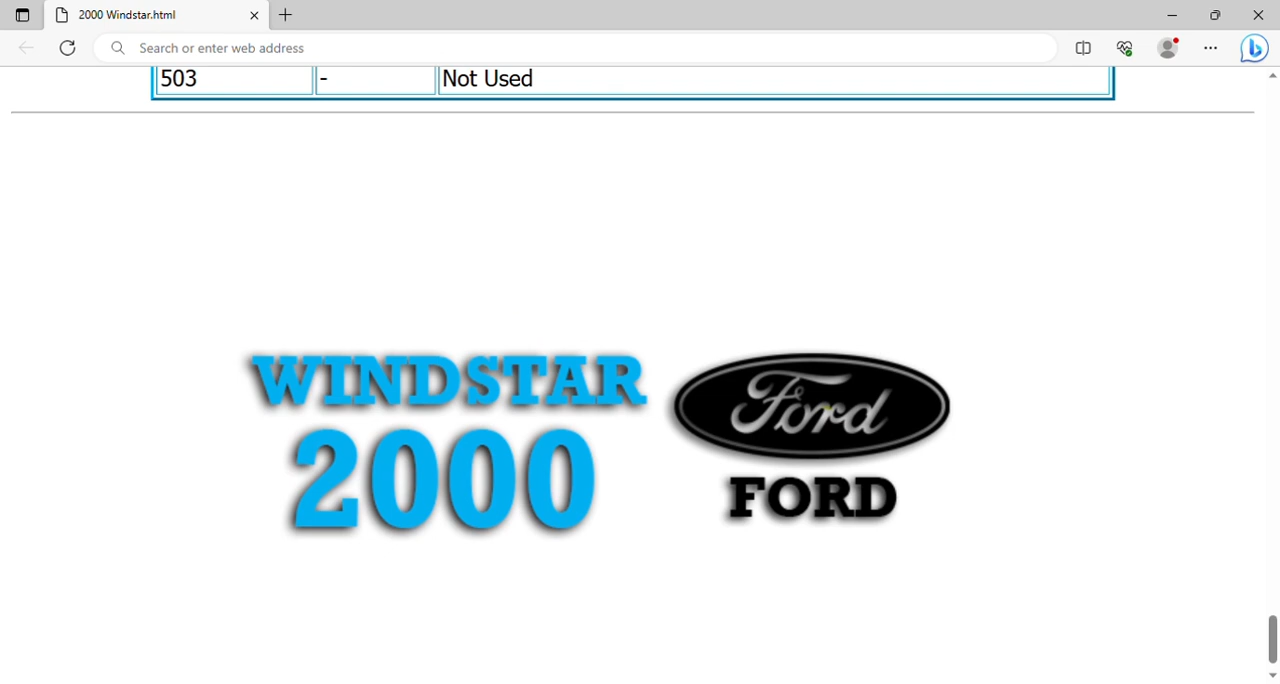 2000 Windstar.html
Search or enter web address
503 - Not Used
WINDSTAR
2000
Ford
FORD